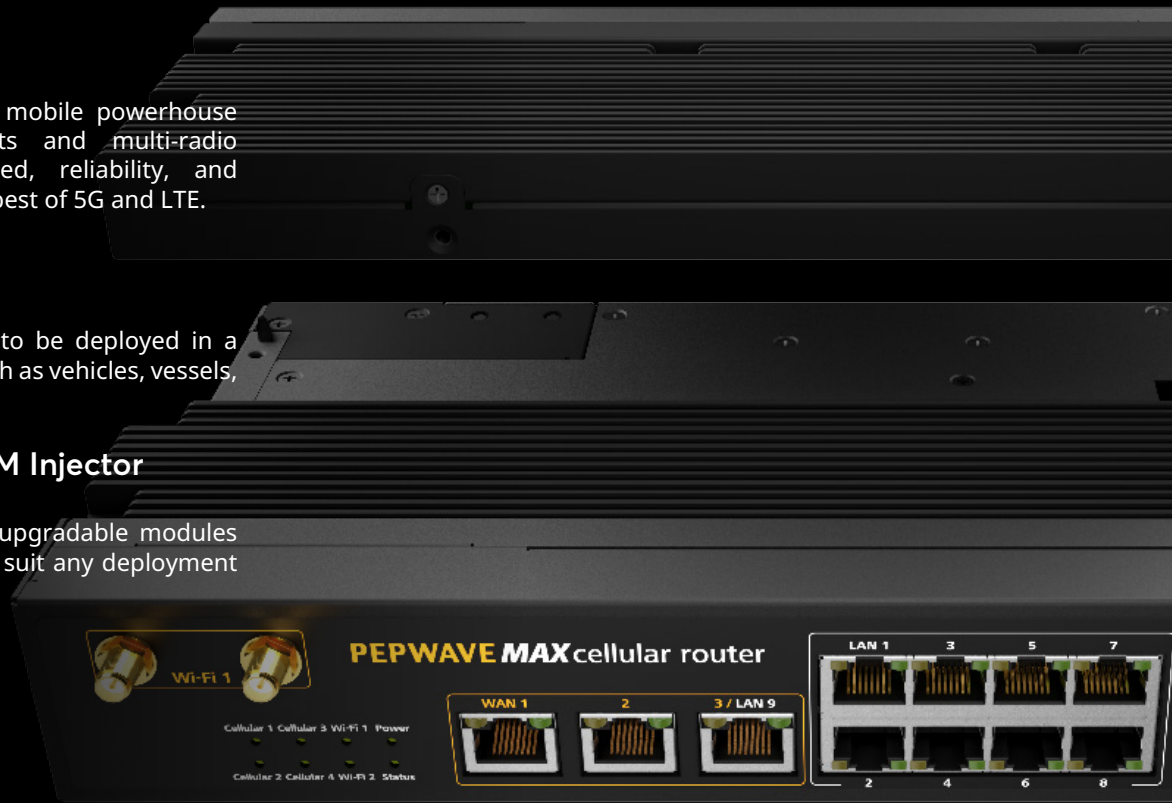 mobile powerhouse
ts and multi-radio
ed, reliability, and
best of 5G and LTE.
to be deployed in a
h as vehicles, vessels,
M Injector
upgradable modules
suit any deployment
PEPWAVE MAX cellular router
Wi-Fi 1
LAN 1 3 5 7
WAN 1 2 3 / LAN 9
Cellular 1 Cellular 3 Wi-Fi 1 Power
Cellular 2 Cellular 4 Wi-Fi 2 Status
2 4 6 8